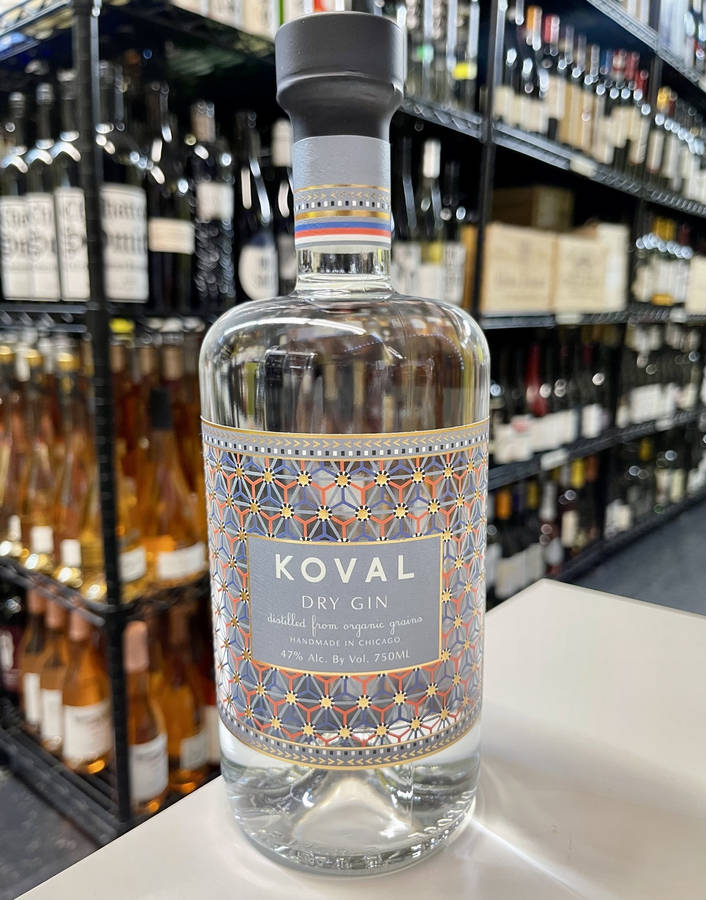 KOVAL
DRY GIN
distilled from organic grains
HANDMADE IN CHICAGO
47% Alc. By Vol. 750ML